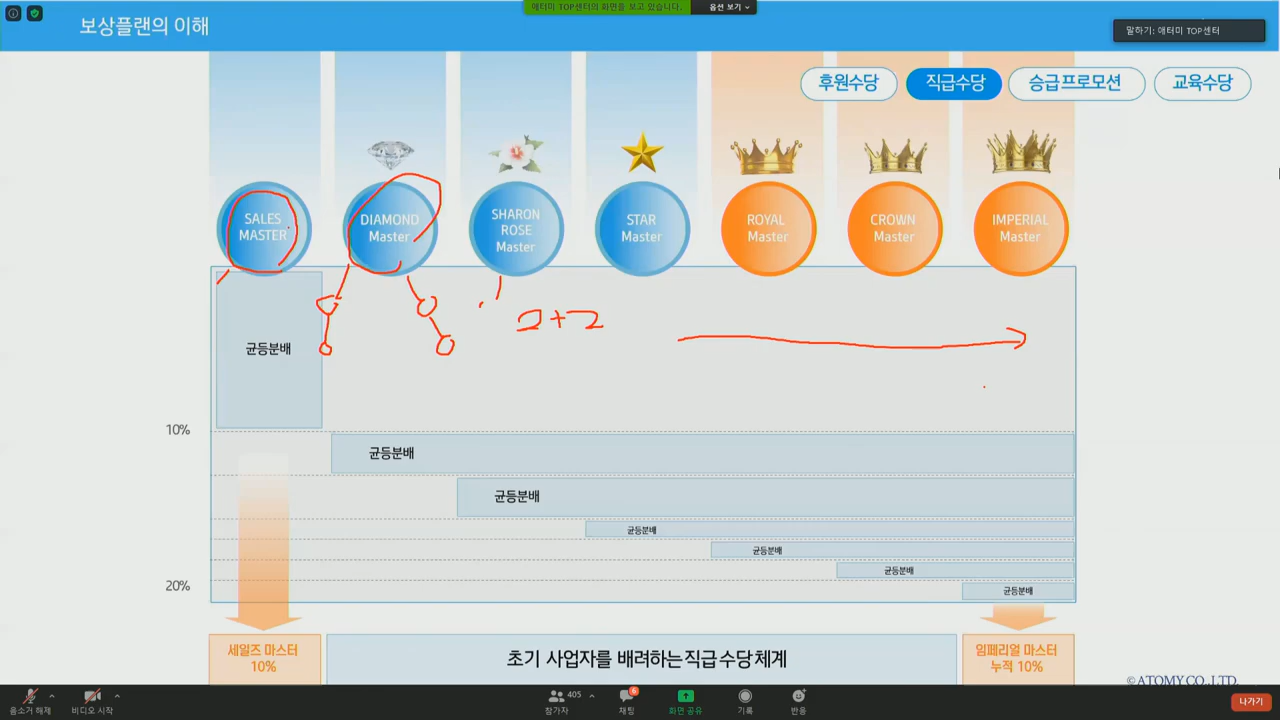 애터미 TOP센터의 화면을 보고 있습니다. 옵션 보기
보상플랜의 이해
말하기: 애터미 TOP센터
후원수당 직급수당 승급 프로모션 교육수당
SALES MASTER
DIAMOND Master
SHARON ROSE Master
STAR Master
ROYAL Master
CROWN Master
IMPERIAL Master
2+2
균등분배
10%
균등분배
균등분배
균등분배
균등분배
균등분배
20%
균등분배
세일즈 마스터
10%
초기 사업자를 배려하는 직급 수당 체계
임페리얼 마스터
누적 10%
©ATOMY CO., LTD.
음소거 해제 비디오 시작 405 참가자 6 채팅 화면 공유 기록 반응 나가기